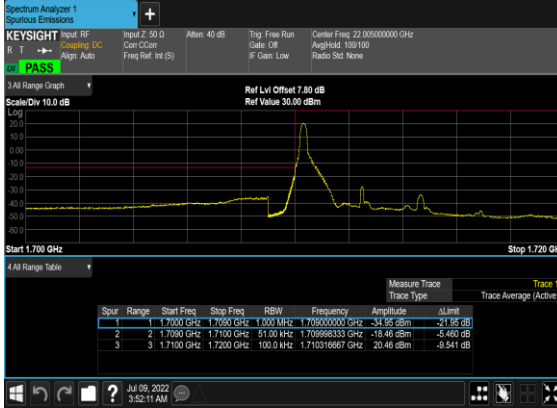 Spectrum Analyzer 1
Spurious Emissions
+
KEYSIGHT Input: RF Input Z: 50 Ω Atten: 40 dB Trig: Free Run Center Freq: 22.005000000 GHz
R T Coupling: DC Corr CCorr Gate: Off Avg|Hold: 100/100
Align: Auto Freq Ref: Int (S) IF Gain: Low Radio Std: None
LXI PASS
3 All Range Graph
Ref Lvl Offset 7.80 dB
Scale/Div 10.0 dB Ref Value 30.00 dBm
Log
20.0
10.0
0.00
-10.0
-20.0
-30.0
-40.0
-50.0
-60.0
Start 1.700 GHz Stop 1.720 GH
4 All Range Table
Measure Trace Trace 1
Trace Type Trace Average (Active
Spur Range Start Freq Stop Freq RBW Frequency Amplitude ΔLimit
1 1 1.7000 GHz 1.7090 GHz 1.000 MHz 1.709000000 GHz -34.95 dBm -21.95 dB
2 2 1.7090 GHz 1.7100 GHz 51.00 kHz 1.709998333 GHz -18.46 dBm -5.460 dB
3 3 1.7100 GHz 1.7200 GHz 100.0 kHz 1.710316667 GHz 20.46 dBm -9.541 dB
? Jul 09, 2022
3:52:11 AM